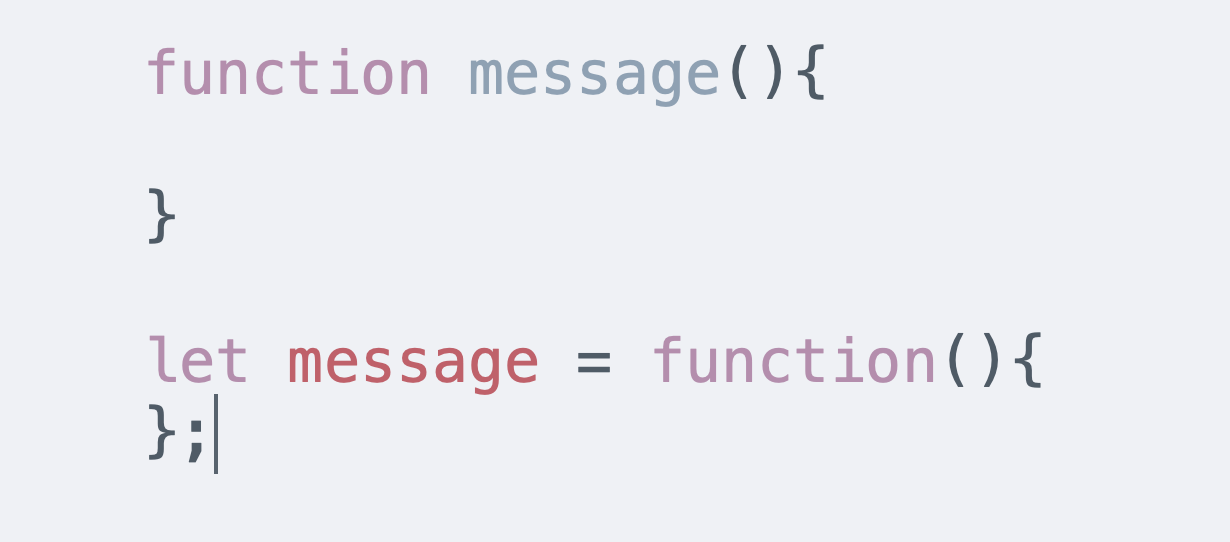 function message(){
}
let message = function(){
};